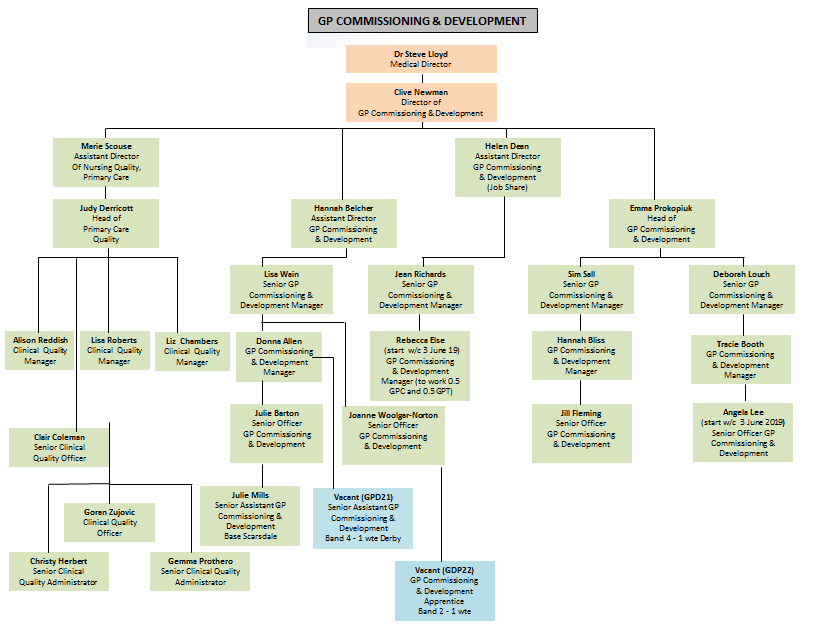 GP COMMISSIONING & DEVELOPMENT
Dr Steve Lloyd
Medical Director
Clive Newman
Director of
GP Commissioning & Development
Marie Scouse
Assistant Director
Of Nursing Quality,
Primary Care
Helen Dean
Assistant Director
GP Commissioning
& Development
(Job Share)
Judy Derricott
Head of
Primary Care
Quality
Hannah Belcher
Assistant Director
GP Commissioning
& Development
Emma Prokopiuk
Head of
GP Commissioning
& Development
Lisa Wain
Senior GP
Commissioning &
Development Manager
Jean Richards
Senior GP
Commissioning &
Development Manager
Sim Sall
Senior GP
Commissioning &
Development Manager
Deborah Louch
Senior GP
Commissioning &
Development Manager
Alison Reddish
Clinical Quality
Manager
Lisa Roberts
Clinical Quality
Manager
Liz Chambers
Clinical Quality
Manager
Donna Allen
GP Commissioning
& Development
Manager
Rebecca Else
(start w/c 3 June 19)
GP Commissioning
& Development
Manager (to work 0.5
GPC and 0.5 GPT)
Hannah Bliss
GP Commissioning
& Development
Manager
Tracie Booth
GP Commissioning
& Development
Manager
Clair Coleman
Senior Clinical
Quality Officer
Julie Barton
Senior Officer
GP Commissioning
& Development
Joanne Woolgar-Norton
Senior Officer
GP Commissioning
& Development
Jill Fleming
Senior Officer
GP Commissioning
& Development
Angela Lee
(start w/c 3 June 2019)
Senior Officer GP
Commissioning &
Development
Goran Zujovic
Clinical Quality
Officer
Julie Mills
Senior Assistant GP
Commissioning &
Development
Base Scarsdale
Vacant (GPD21)
Senior Assistant GP
Commissioning &
Development
Band 4 - 1 wte Derby
Christy Herbert
Senior Clinical
Quality Administrator
Gemma Prothero
Senior Clinical Quality
Administrator
Vacant (GDP22)
GP Commissioning
& Development
Apprentice
Band 2 - 1 wte